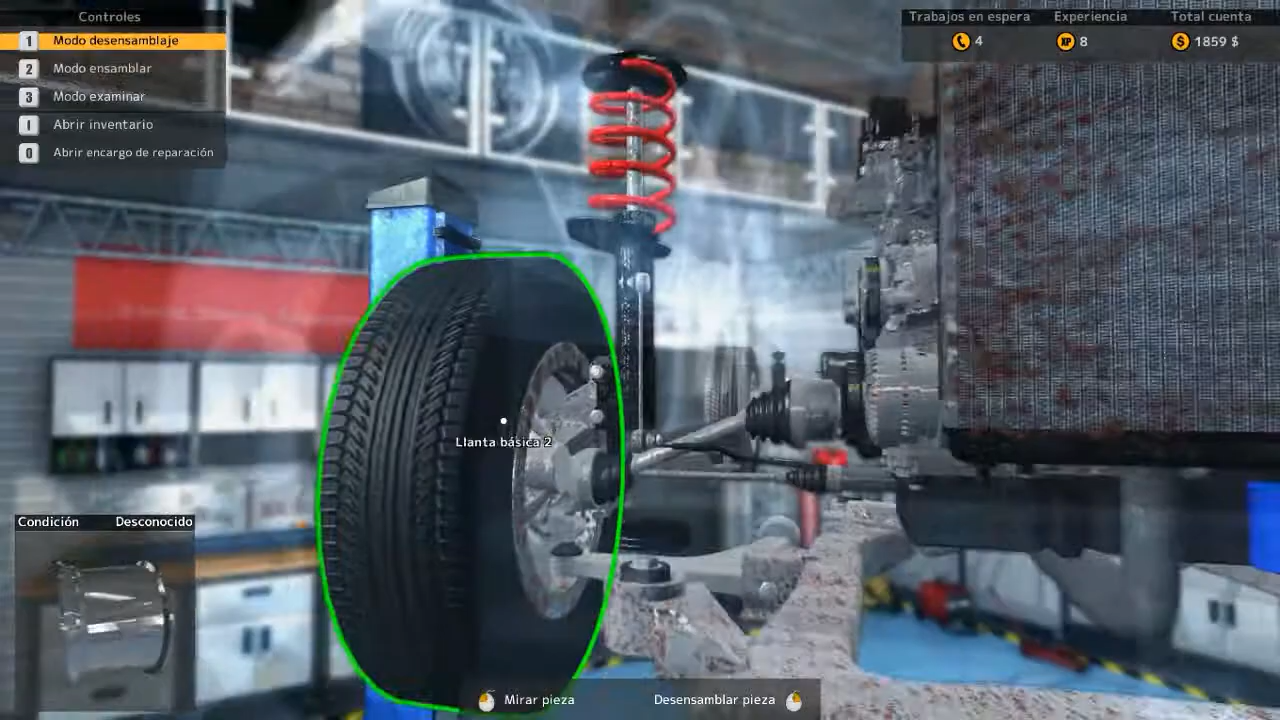 Controles
1 Modo desensamblaje
2 Modo ensamblar
3 Modo examinar
I Abrir inventario
O Abrir encargo de reparación
Trabajos en espera Experiencia Total cuenta
4 XP 8 $ 1859 $
Llanta básica 2
Condición Desconocido
Mirar pieza Desensamblar pieza